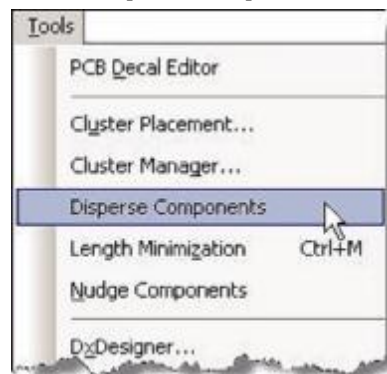 Tools
PCB Decal Editor
Cluster Placement...
Cluster Manager...
Disperse Components
Length Minimization Ctrl+M
Nudge Components
DxDesigner...